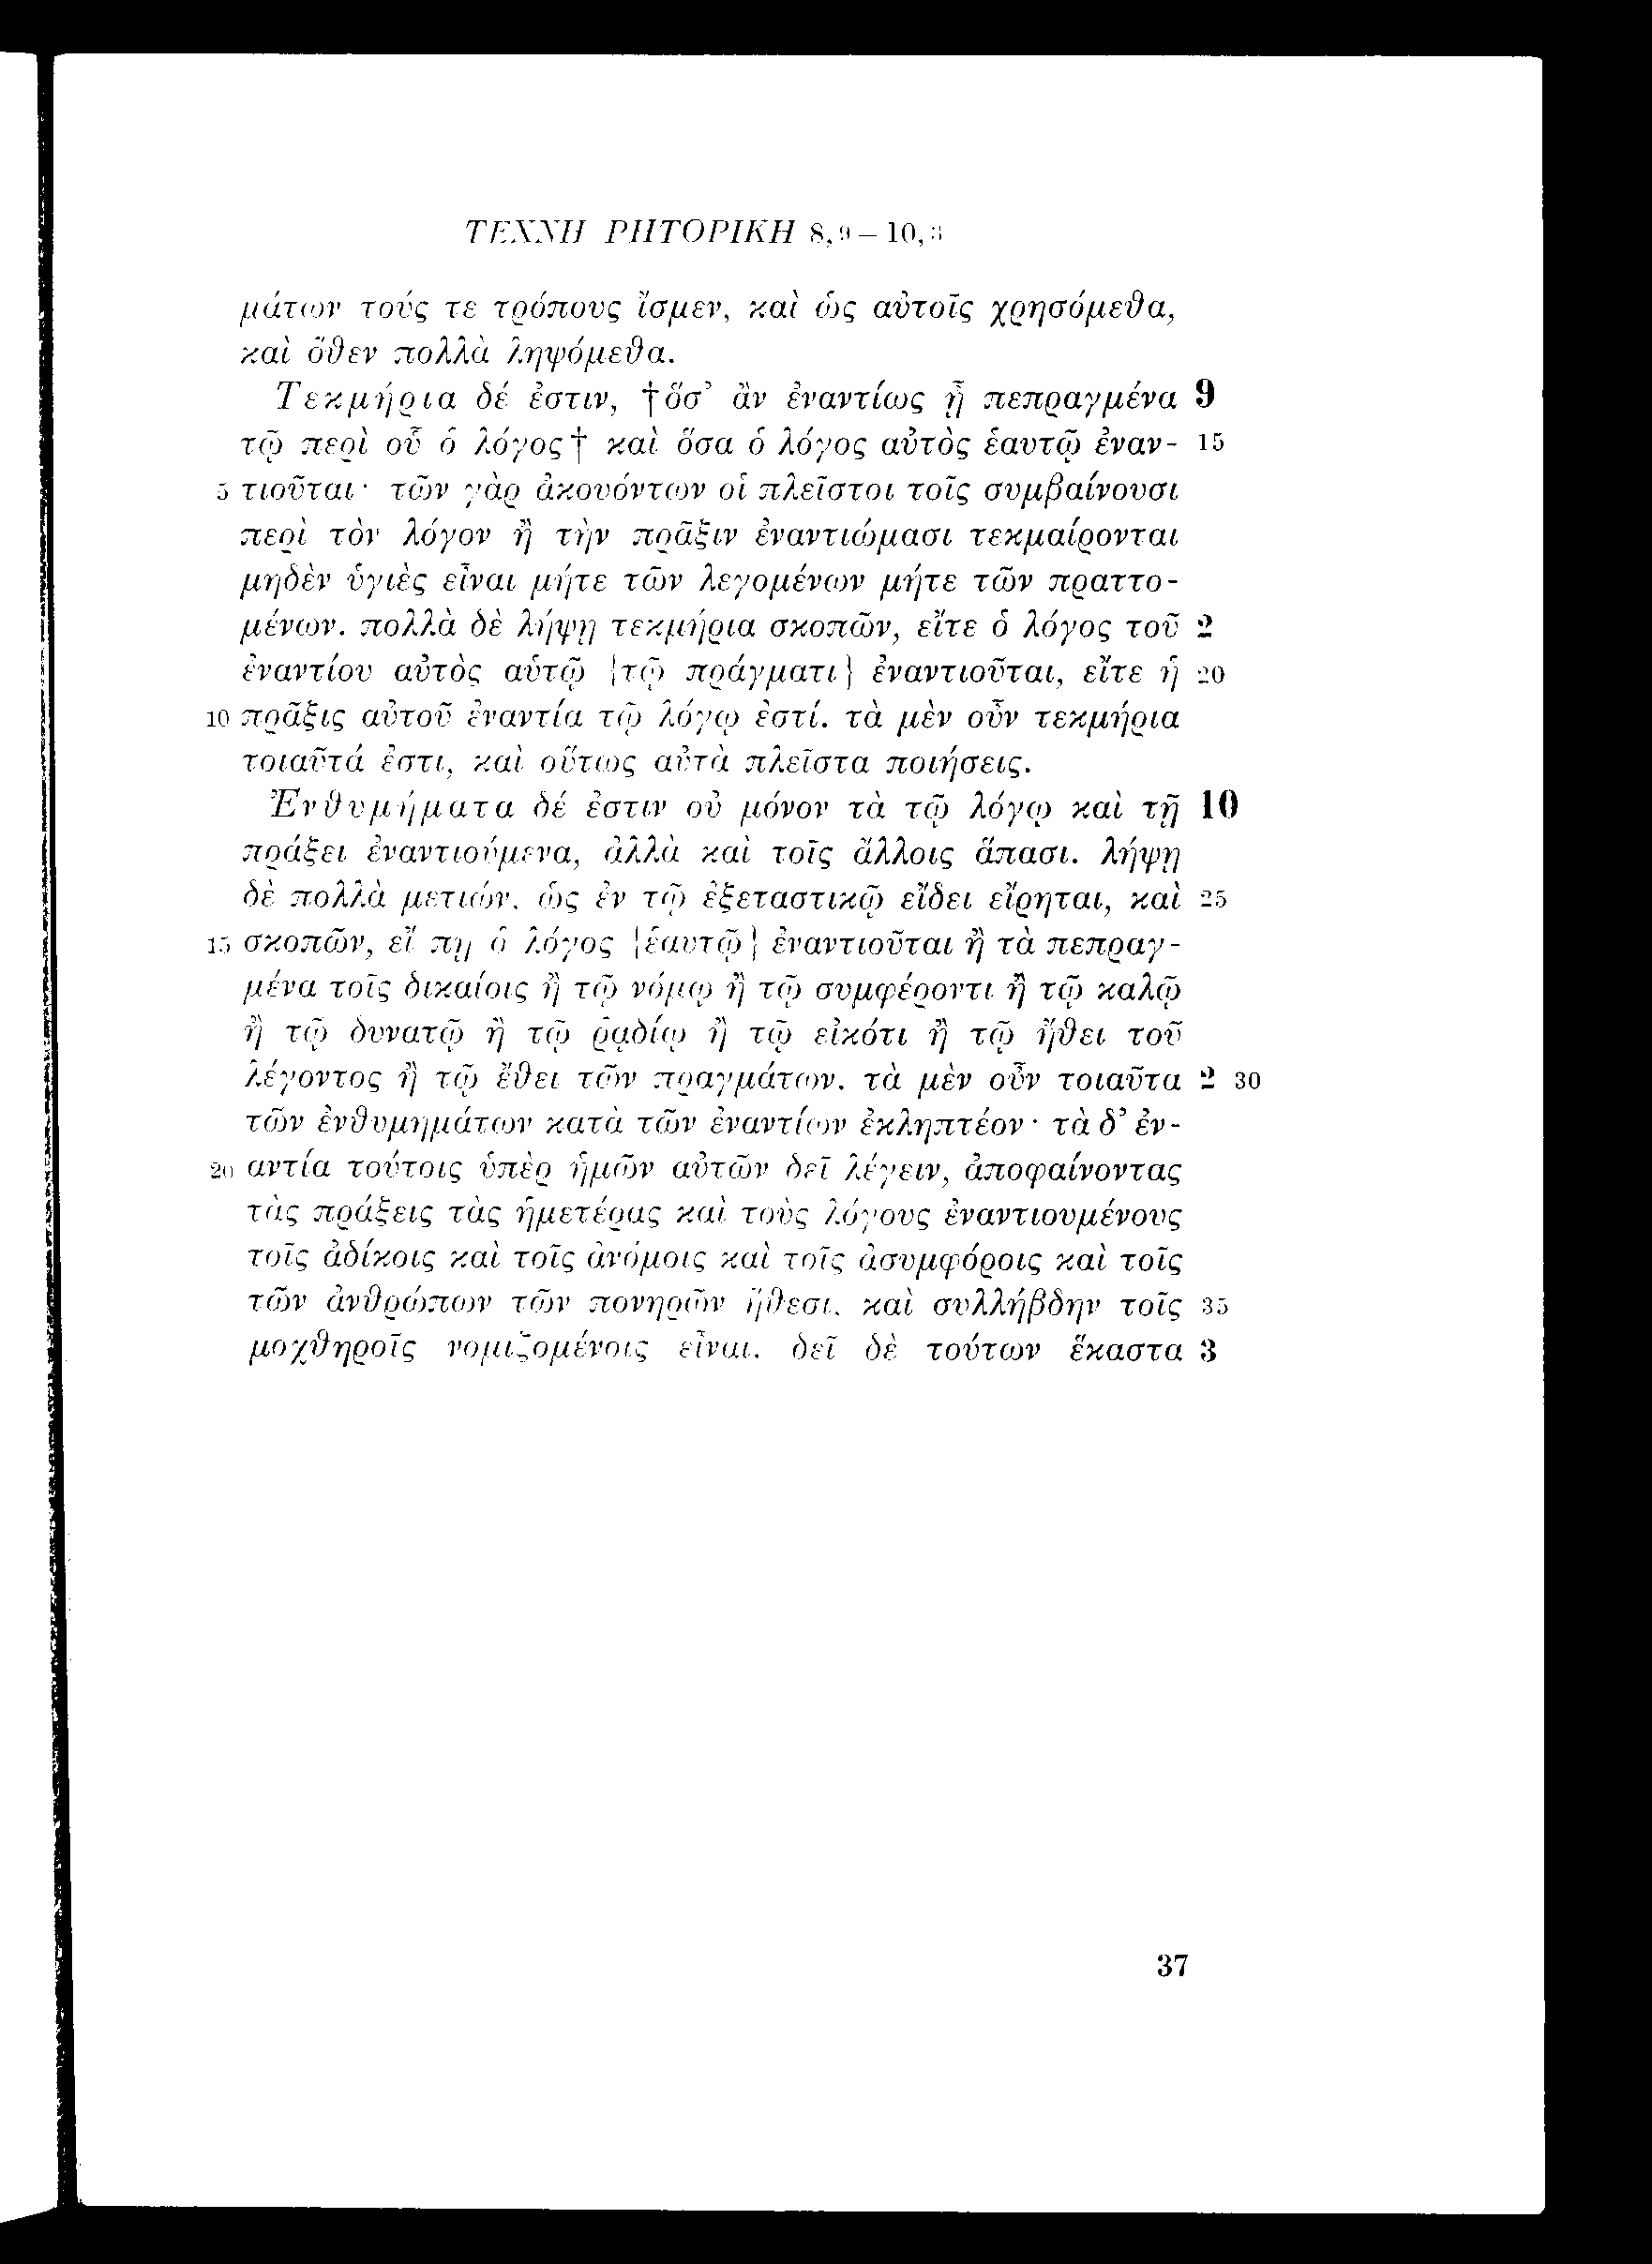 ΤΕΧΝΗ ΡΗΤΟΡΙΚΗ 8,9 – 10,3
μάτων τούς τε τρόπους ἴσμεν, καὶ ὡς αὐτοῖς χρησόμεθα,
καὶ ὅθεν πολλὰ ληψόμεθα.
Τεκμήρια δέ ἐστιν, †ὅσ’ ἂν ἐναντίως ᾖ πεπραγμένα 9
τῷ περὶ οὗ ὁ λόγος† καὶ ὅσα ὁ λόγος αὐτὸς ἑαυτῷ ἐναν- 15
5 τιοῦται· τῶν γὰρ ἀκουόντων οἱ πλεῖστοι τοῖς συμβαίνουσι
περὶ τὸν λόγον ἢ τὴν πρᾶξιν ἐναντιώμασι τεκμαίρονται
μηδὲν ὑγιὲς εἶναι μήτε τῶν λεγομένων μήτε τῶν πραττο-
μένων. πολλὰ δὲ λήψῃ τεκμήρια σκοπῶν, εἴτε ὁ λόγος τοῦ 2
ἐναντίου αὐτὸς αὑτῷ {τῷ πράγματι} ἐναντιοῦται, εἴτε ἡ 20
10 πρᾶξις αὐτοῦ ἐναντία τῷ λόγῳ ἐστί. τὰ μὲν οὖν τεκμήρια
τοιαῦτά ἐστι, καὶ οὕτως αὐτὰ πλεῖστα ποιήσεις.
Ἐνθυμήματα δέ ἐστιν οὐ μόνον τὰ τῷ λόγῳ καὶ τῇ 10
πράξει ἐναντιούμενα, ἀλλὰ καὶ τοῖς ἄλλοις ἅπασι. λήψῃ
δὲ πολλὰ μετιών, ὡς ἐν τῷ ἐξεταστικῷ εἴδει εἴρηται, καὶ 25
15 σκοπῶν, εἴ πῃ ὁ λόγος {ἑαυτῷ} ἐναντιοῦται ἢ τὰ πεπραγ-
μένα τοῖς δικαίοις ἢ τῷ νόμῳ ἢ τῷ συμφέροντι ἢ τῷ καλῷ
ἢ τῷ δυνατῷ ἢ τῷ ῥᾳδίῳ ἢ τῷ εἰκότι ἢ τῷ ἤθει τοῦ
λέγοντος ἢ τῷ ἔθει τῶν πραγμάτων. τὰ μὲν οὖν τοιαῦτα 2 30
τῶν ἐνθυμημάτων κατὰ τῶν ἐναντίων ἐκληπτέον· τὰ δ’ ἐν-
20 αντία τούτοις ὑπὲρ ἡμῶν αὐτῶν δεῖ λέγειν, ἀποφαίνοντας
τὰς πράξεις τὰς ἡμετέρας καὶ τοὺς λόγους ἐναντιουμένους
τοῖς ἀδίκοις καὶ τοῖς ἀνόμοις καὶ τοῖς ἀσυμφόροις καὶ τοῖς
τῶν ἀνθρώπων τῶν πονηρῶν ἤθεσι, καὶ συλλήβδην τοῖς 35
μοχθηροῖς νομιζομένοις εἶναι. δεῖ δὲ τούτων ἕκαστα 3
37